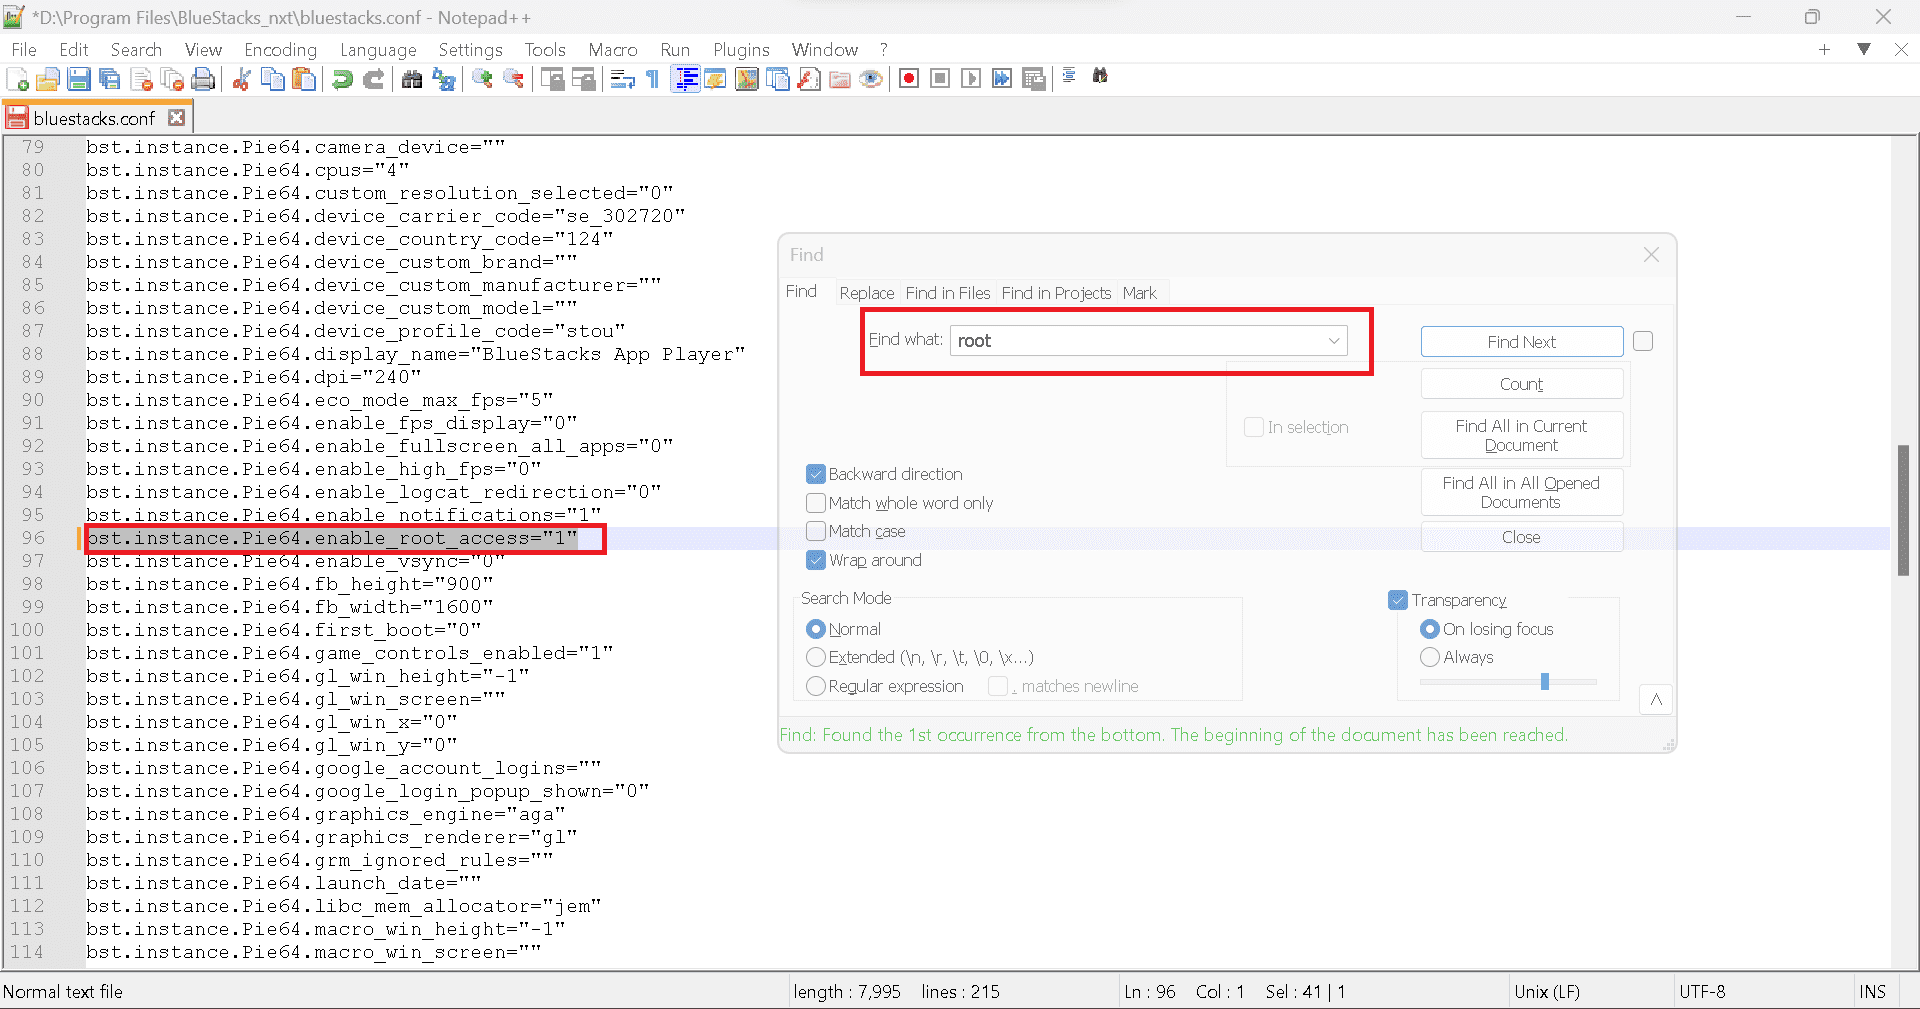 *D:\Program Files\BlueStacks_nxt\bluestacks.conf - Notepad++
File Edit Search View Encoding Language Settings Tools Macro Run Plugins Window ?
bluestacks.conf
79 bst.instance.Pie64.camera_device=""
80 bst.instance.Pie64.cpus="4"
81 bst.instance.Pie64.custom_resolution_selected="0"
82 bst.instance.Pie64.device_carrier_code="se_302720"
83 bst.instance.Pie64.device_country_code="124"
84 bst.instance.Pie64.device_custom_brand=""
85 bst.instance.Pie64.device_custom_manufacturer=""
86 bst.instance.Pie64.device_custom_model=""
87 bst.instance.Pie64.device_profile_code="stou"
88 bst.instance.Pie64.display_name="BlueStacks App Player"
89 bst.instance.Pie64.dpi="240"
90 bst.instance.Pie64.eco_mode_max_fps="5"
91 bst.instance.Pie64.enable_fps_display="0"
92 bst.instance.Pie64.enable_fullscreen_all_apps="0"
93 bst.instance.Pie64.enable_high_fps="0"
94 bst.instance.Pie64.enable_logcat_redirection="0"
95 bst.instance.Pie64.enable_notifications="1"
96 bst.instance.Pie64.enable_root_access="1"
97 bst.instance.Pie64.enable_vsync="0"
98 bst.instance.Pie64.fb_height="900"
99 bst.instance.Pie64.fb_width="1600"
100 bst.instance.Pie64.first_boot="0"
101 bst.instance.Pie64.game_controls_enabled="1"
102 bst.instance.Pie64.gl_win_height="-1"
103 bst.instance.Pie64.gl_win_screen=""
104 bst.instance.Pie64.gl_win_x="0"
105 bst.instance.Pie64.gl_win_y="0"
106 bst.instance.Pie64.google_account_logins=""
107 bst.instance.Pie64.google_login_popup_shown="0"
108 bst.instance.Pie64.graphics_engine="aga"
109 bst.instance.Pie64.graphics_renderer="gl"
110 bst.instance.Pie64.grm_ignored_rules=""
111 bst.instance.Pie64.launch_date=""
112 bst.instance.Pie64.libc_mem_allocator="jem"
113 bst.instance.Pie64.macro_win_height="-1"
114 bst.instance.Pie64.macro_win_screen=""
Find
Find Replace Find in Files Find in Projects Mark
Find what: root
Find Next
Count
In selection
Find All in Current
Document
Find All in All Opened
Documents
Close
Backward direction
Match whole word only
Match case
Wrap around
Search Mode
Normal
Extended (\n, \r, \t, \0, \x...)
Regular expression . matches newline
Transparency
On losing focus
Always
Find: Found the 1st occurrence from the bottom. The beginning of the document has been reached.
Normal text file length : 7,995 lines : 215 Ln : 96 Col : 1 Sel : 41 | 1 Unix (LF) UTF-8 INS